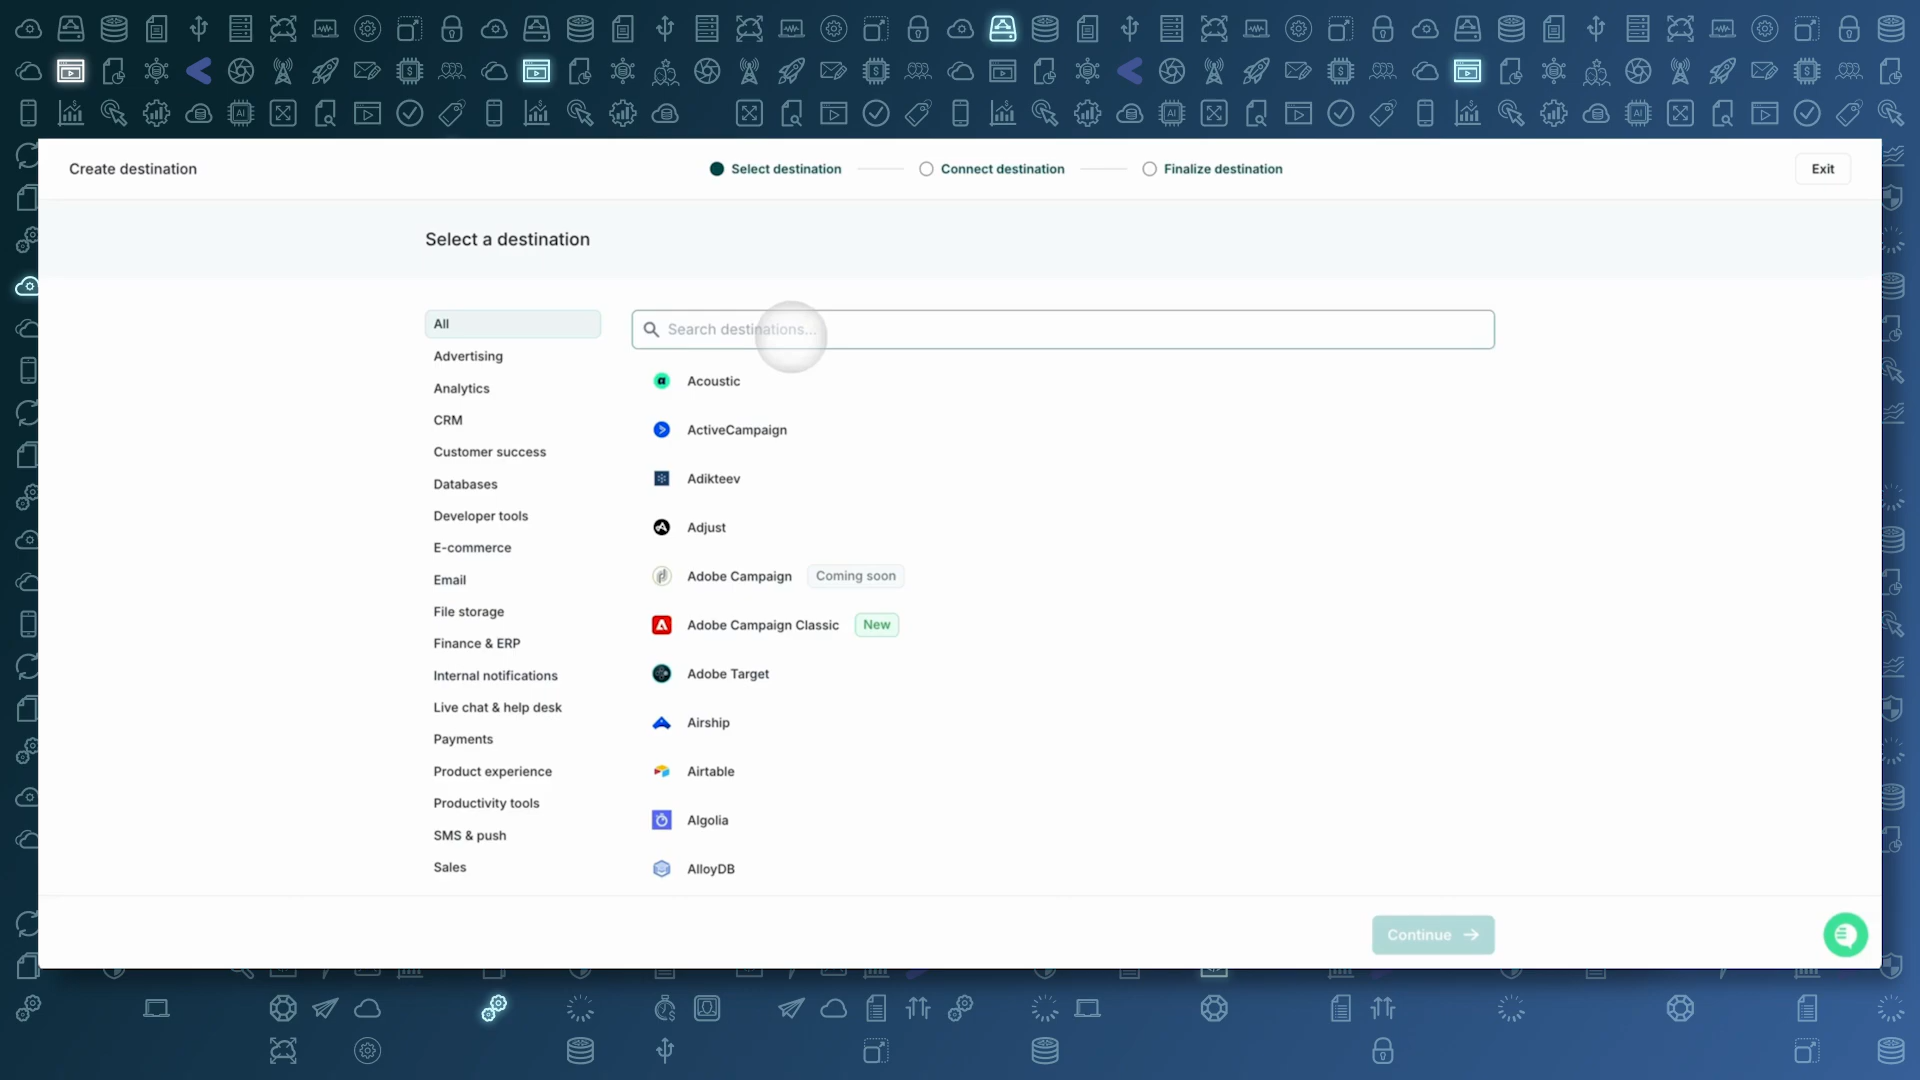 Create destination
Select destination
Connect destination
Finalize destination
Exit
Select a destination
All
Advertising
Analytics
CRM
Customer success
Databases
Developer tools
E-commerce
Email
File storage
Finance & ERP
Internal notifications
Live chat & help desk
Payments
Product experience
Productivity tools
SMS & push
Sales
Search destinations...
Acoustic
ActiveCampaign
Adikteev
Adjust
Adobe Campaign Coming soon
Adobe Campaign Classic New
Adobe Target
Airship
Airtable
Algolia
AlloyDB
Continue